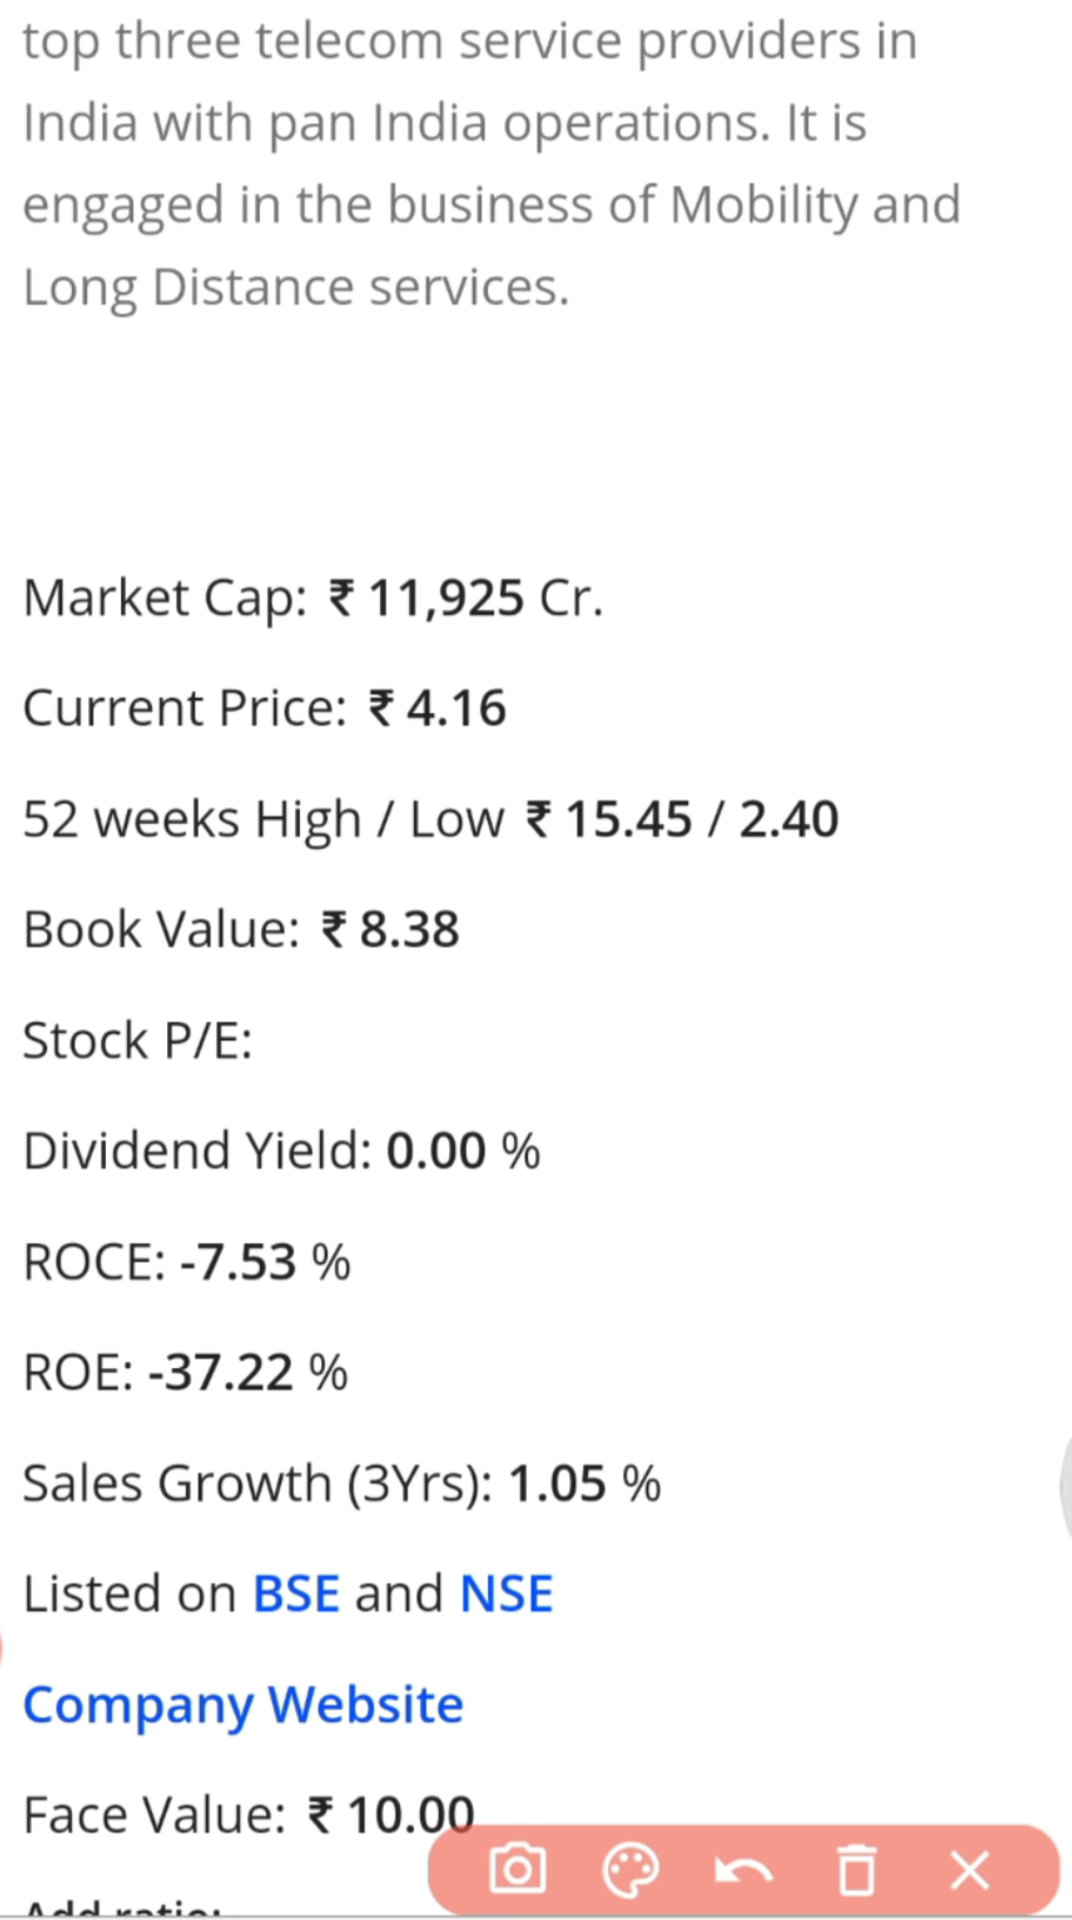 top three telecom service providers in
India with pan India operations. It is
engaged in the business of Mobility and
Long Distance services.
Market Cap: ₹ 11,925 Cr.
Current Price: ₹ 4.16
52 weeks High / Low ₹ 15.45 / 2.40
Book Value: ₹ 8.38
Stock P/E:
Dividend Yield: 0.00 %
ROCE: -7.53 %
ROE: -37.22 %
Sales Growth (3Yrs): 1.05 %
Listed on BSE and NSE
Company Website
Face Value: ₹ 10.00
Add ratio: